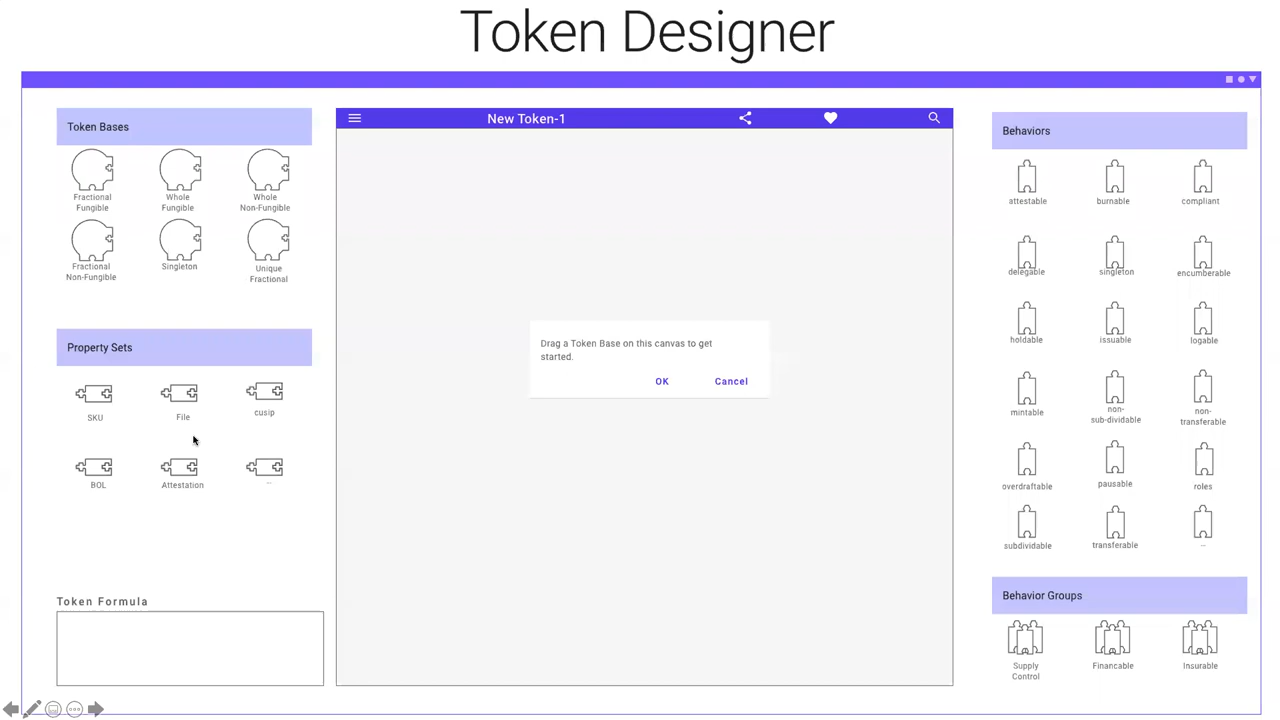 Token Designer
Token Bases
Fractional
Fungible
Whole
Fungible
Whole
Non-Fungible
Fractional
Non-Fungible
Singleton
Unique
Fractional
Property Sets
SKU
File
cusip
BOL
Attestation
...
Token Formula
New Token-1
Drag a Token Base on this canvas to get
started.
OK
Cancel
Behaviors
attestable
burnable
compliant
delegable
singleton
encumberable
holdable
issuable
logable
mintable
non-
sub-dividable
non-
transferable
overdraftable
pausable
roles
subdividable
transferable
...
Behavior Groups
Supply
Control
Financable
Insurable